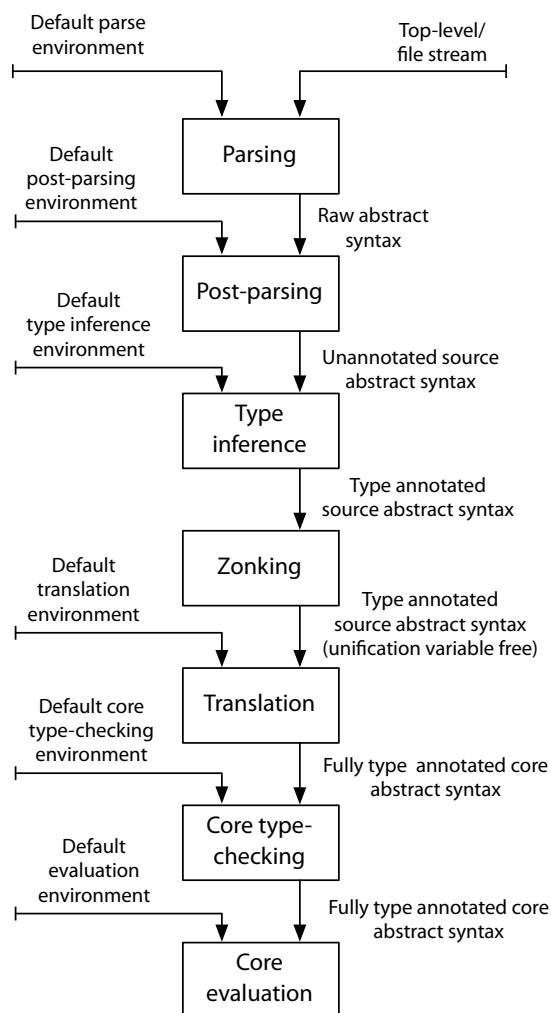 Default parse
environment
Top-level/
file stream
Parsing
Default
post-parsing
environment
Raw abstract
syntax
Post-parsing
Default
type inference
environment
Unannotated source
abstract syntax
Type
inference
Type annotated
source abstract syntax
Zonking
Default
translation
environment
Type annotated
source abstract syntax
(unification variable free)
Translation
Default core
type-checking
environment
Fully type annotated core
abstract syntax
Core type-
checking
Default
evaluation
environment
Fully type annotated core
abstract syntax
Core
evaluation